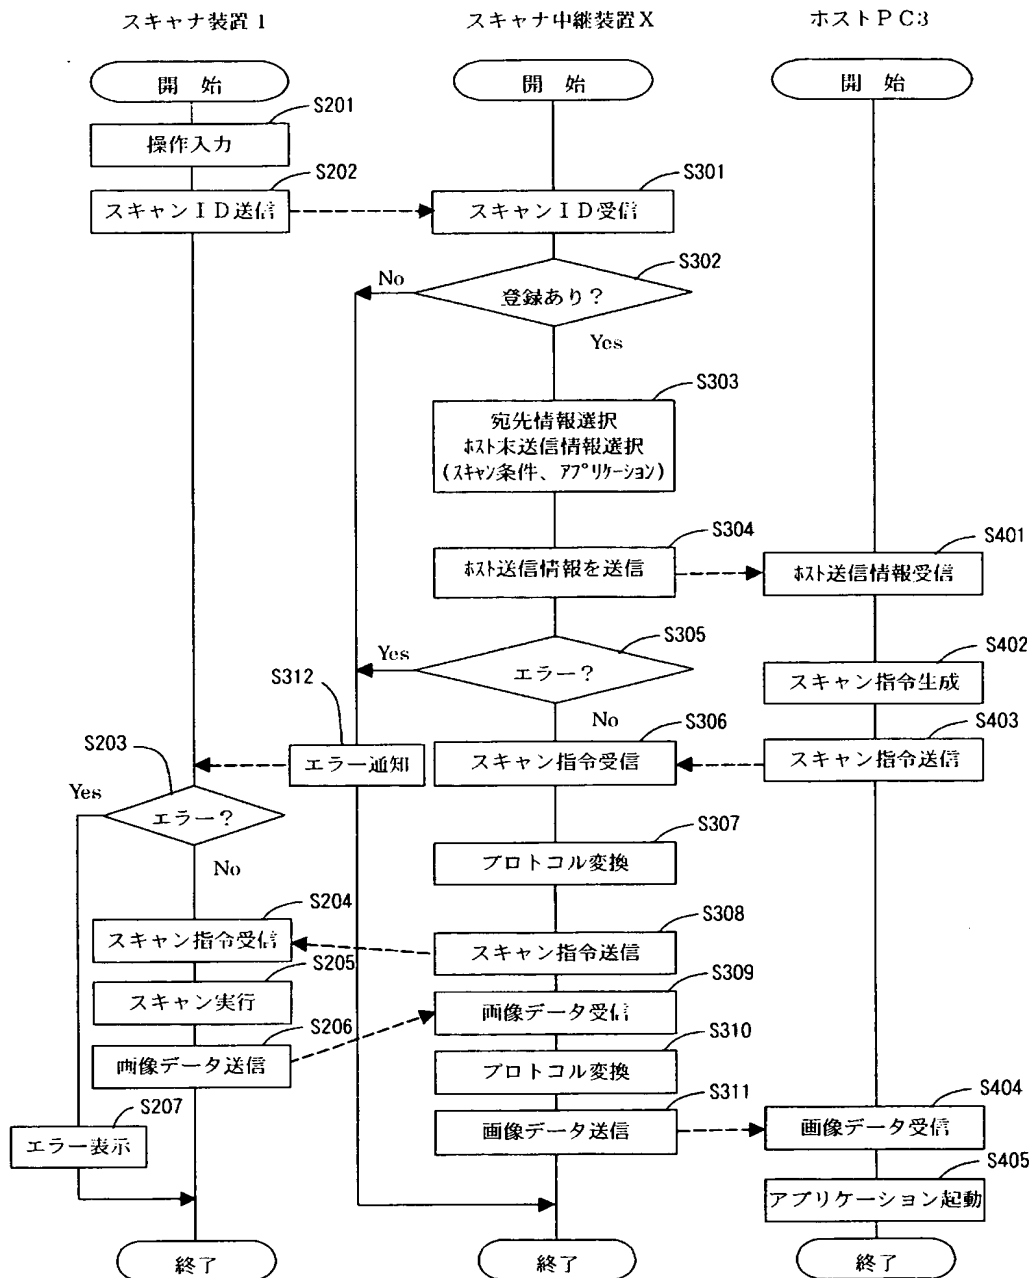 スキャナ装置1
スキャナ中継装置X
ホストPC3
開 始
開 始
開 始
S201
操作入力
S202
スキャンID送信
S301
スキャンID受信
S302
登録あり?
No
Yes
S303
宛先情報選択
ホスト末送信情報選択
(スキャン条件、アプリケーション)
S304
ホスト送信情報を送信
S401
ホスト送信情報受信
S305
エラー?
Yes
No
S402
スキャン指令生成
S312
エラー通知
S306
スキャン指令受信
S403
スキャン指令送信
S203
エラー?
Yes
No
S307
プロトコル変換
S204
スキャン指令受信
S308
スキャン指令送信
S205
スキャン実行
S309
画像データ受信
S206
画像データ送信
S310
プロトコル変換
S311
画像データ送信
S404
画像データ受信
S207
エラー表示
S405
アプリケーション起動
終了
終了
終了